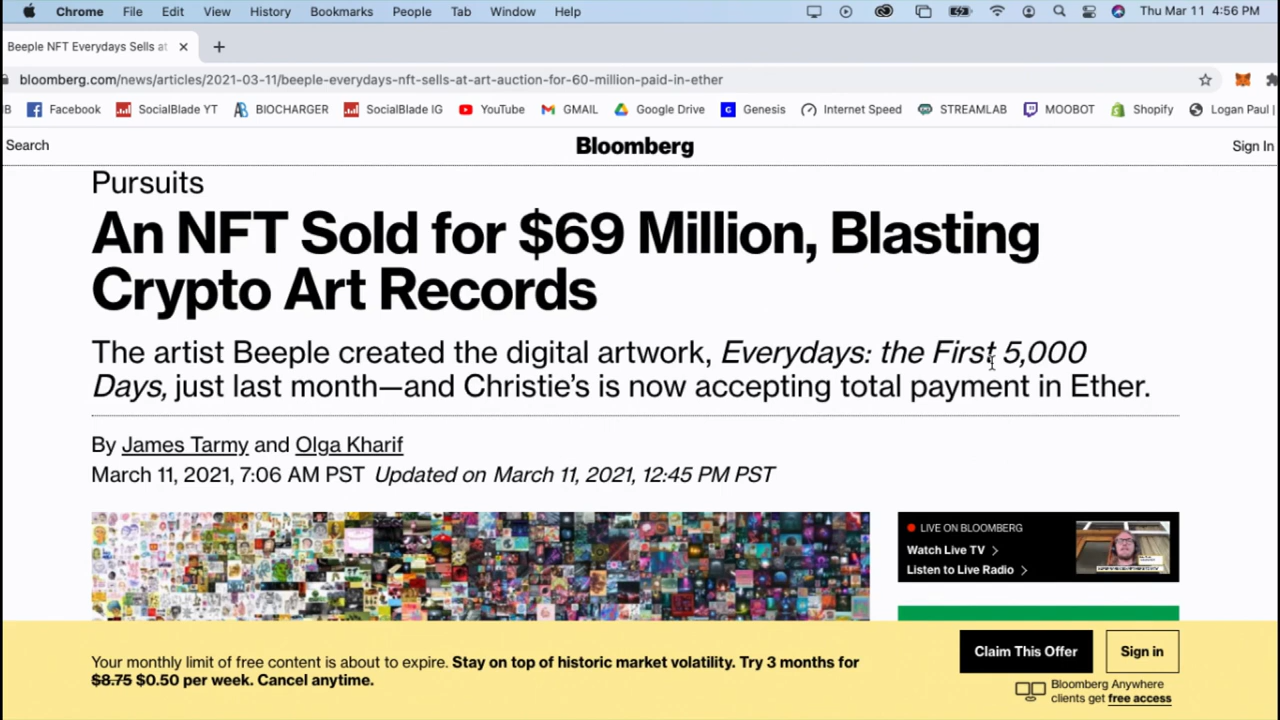 Chrome File Edit View History Bookmarks People Tab Window Help Thu Mar 11 4:56 PM
Beeple NFT Everydays Sells at
bloomberg.com/news/articles/2021-03-11/beeple-everydays-nft-sells-at-art-auction-for-60-million-paid-in-ether
Facebook SocialBlade YT BIOCHARGER SocialBlade IG YouTube GMAIL Google Drive Genesis Internet Speed STREAMLAB MOOBOT Shopify Logan Paul |
Search Bloomberg Sign In
Pursuits
An NFT Sold for $69 Million, Blasting
Crypto Art Records
The artist Beeple created the digital artwork, Everydays: the First 5,000
Days, just last month—and Christie's is now accepting total payment in Ether.
By James Tarmy and Olga Kharif
March 11, 2021, 7:06 AM PST Updated on March 11, 2021, 12:45 PM PST
LIVE ON BLOOMBERG
Watch Live TV
Listen to Live Radio
Your monthly limit of free content is about to expire. Stay on top of historic market volatility. Try 3 months for
$8.75 $0.50 per week. Cancel anytime.
Claim This Offer
Sign in
Bloomberg Anywhere
clients get free access